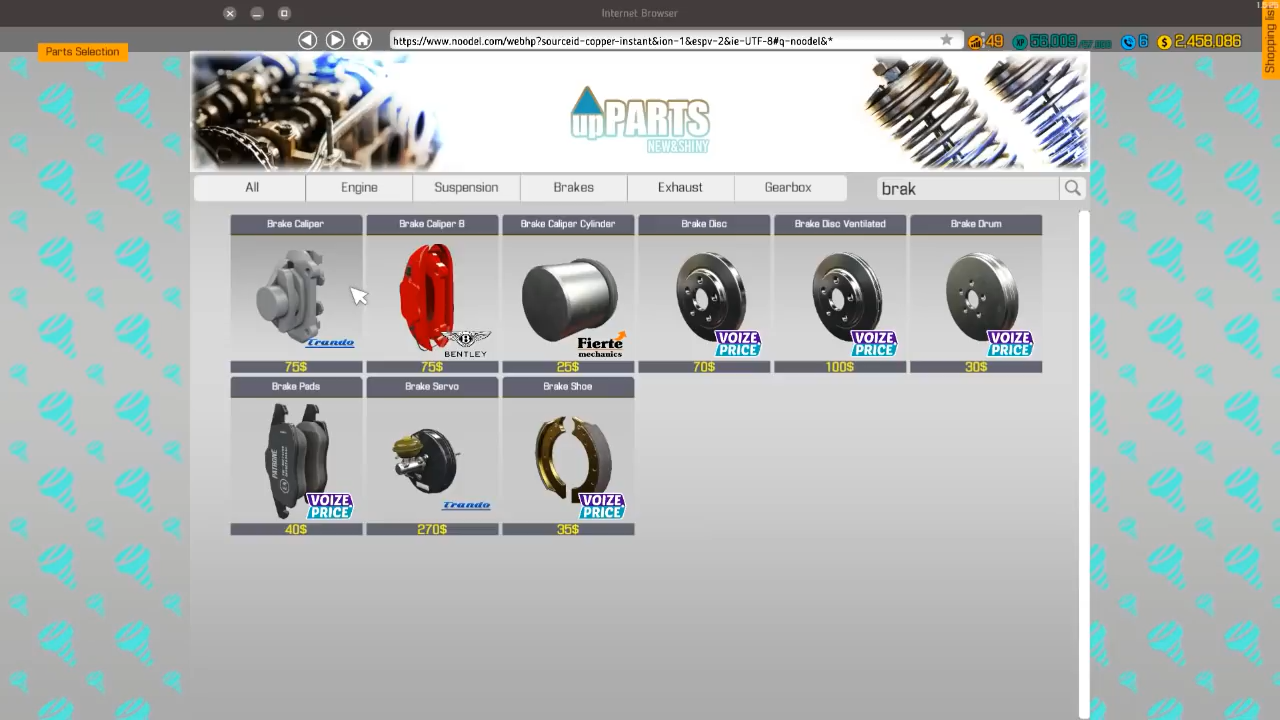 Internet Browser
Parts Selection
https://www.noodel.com/webhp?sourceid-copper-instant&ion-1&espv-2&ie-UTF-8#q-noodel&*
49
6
2,458,086
Shopping list
upPARTS
NEW&SHINY
All
Engine
Suspension
Brakes
Exhaust
Gearbox
brak
Brake Caliper
Brake Caliper B
Brake Caliper Cylinder
Brake Disc
Brake Disc Ventilated
Brake Drum
Trando
BENTLEY
Fierte
mechanics
VOIZE
PRICE
VOIZE
PRICE
VOIZE
PRICE
75$
75$
25$
70$
100$
30$
Brake Pads
Brake Servo
Brake Shoe
VOIZE
PRICE
Trando
VOIZE
PRICE
40$
270$
35$